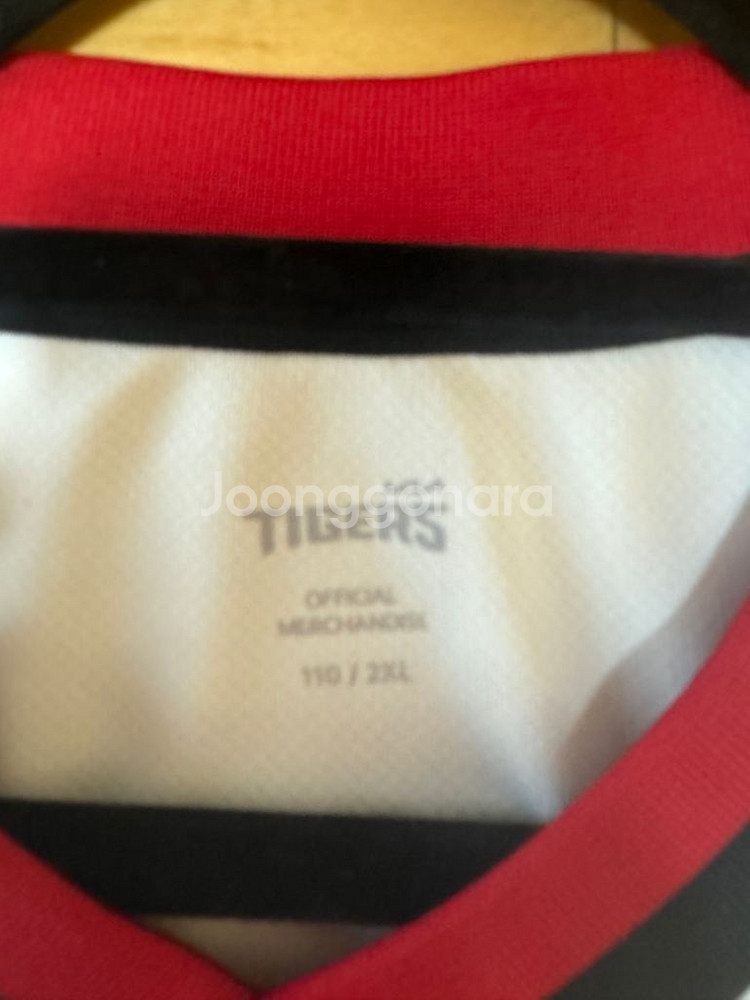 Joonggonara
TIGERS
OFFICIAL
MERCHANDISE
110 / 2XL